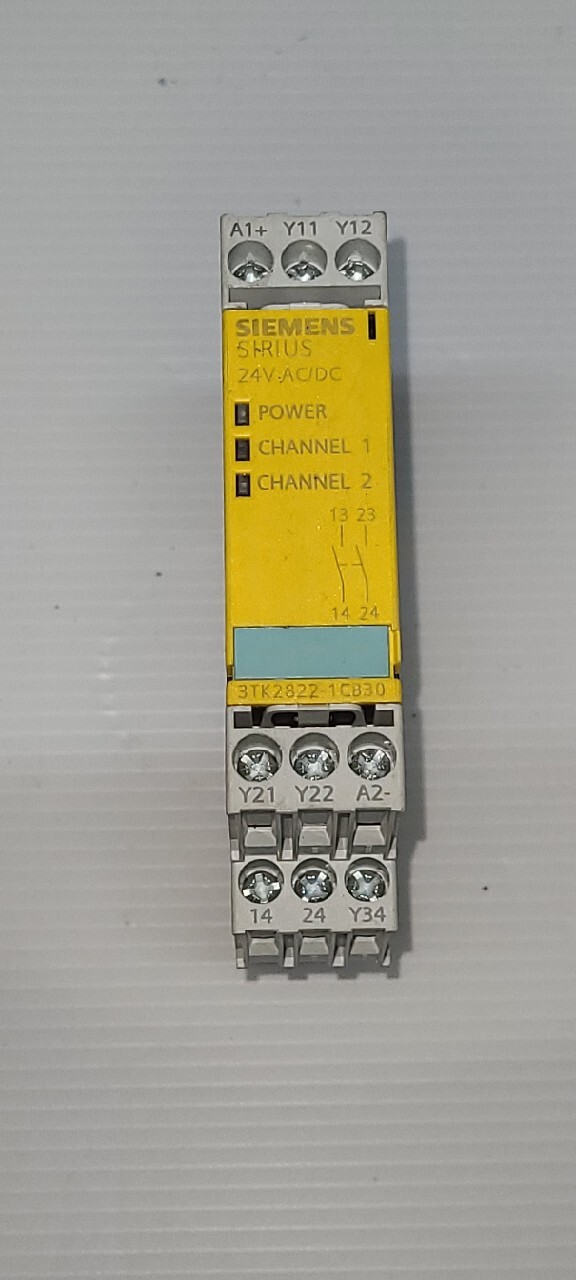 A1+ Y11 Y12
SIEMENS
SIRIUS
24V AC/DC
POWER
CHANNEL 1
CHANNEL 2
13 23
14 24
3TK2822-1CB30
Y21 Y22 A2-
14 24 Y34